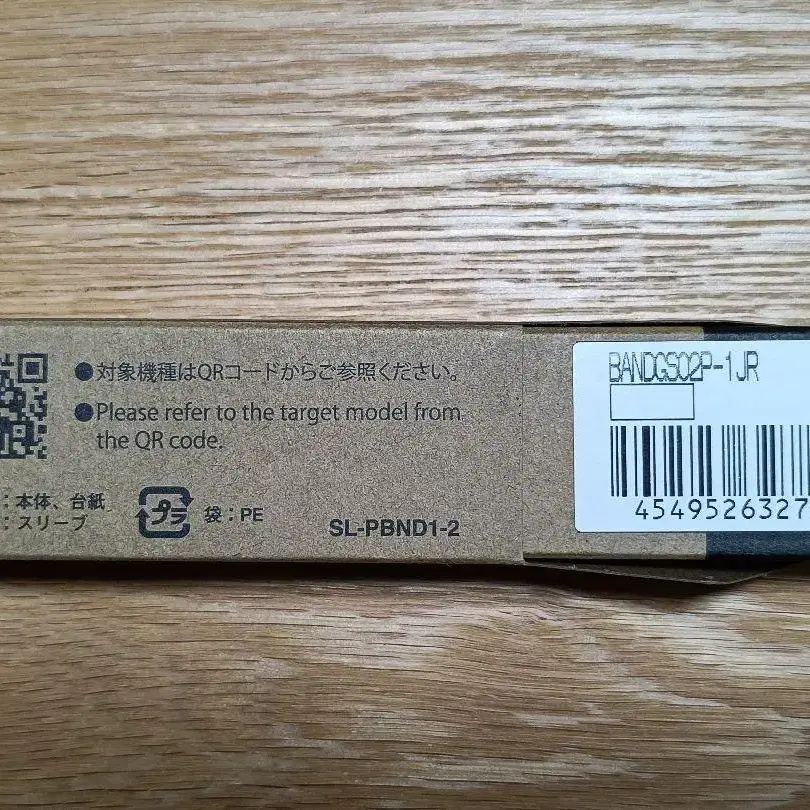 ●対象機種はQRコードからご参照ください。
●Please refer to the target model from
the QR code.
:本体、台紙
:スリーブ
プラ
袋:PE
SL-PBND1-2
BANDGS02P-1JR
4549526327